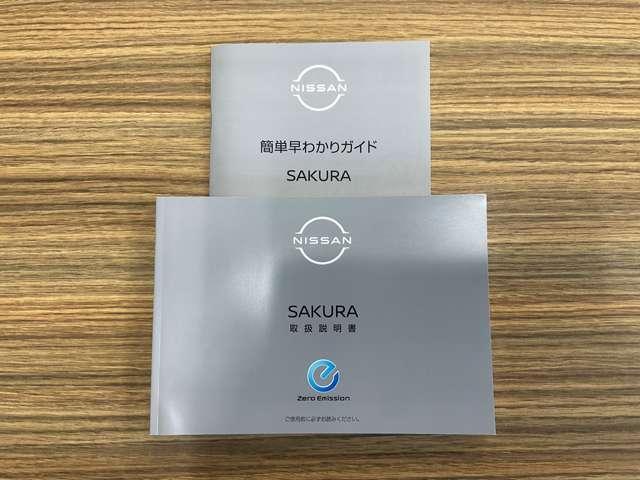 NISSAN
簡単早わかりガイド
SAKURA
NISSAN
SAKURA
取扱説明書
Zero Emission
ご使用前に必ずお読みください。